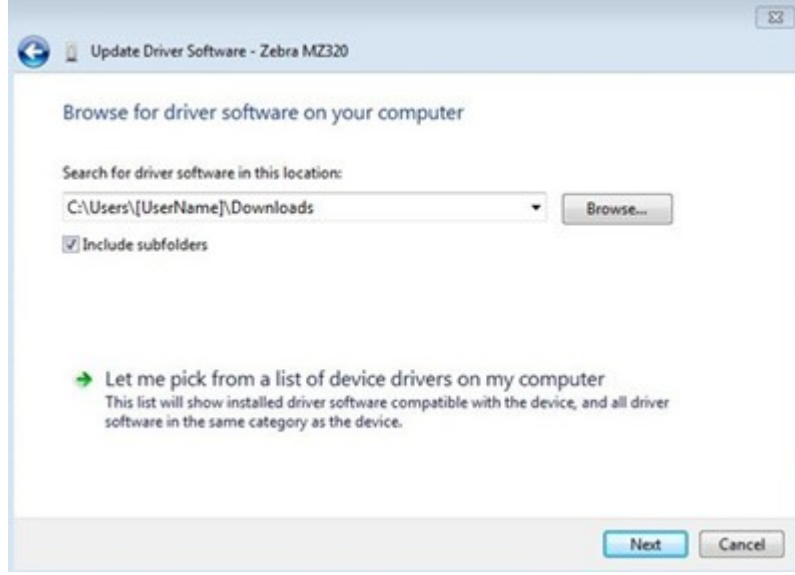 Update Driver Software - Zebra MZ320
Browse for driver software on your computer
Search for driver software in this location:
C:\Users\[UserName]\Downloads
Browse...
Include subfolders
Let me pick from a list of device drivers on my computer
This list will show installed driver software compatible with the device, and all driver
software in the same category as the device.
Next
Cancel